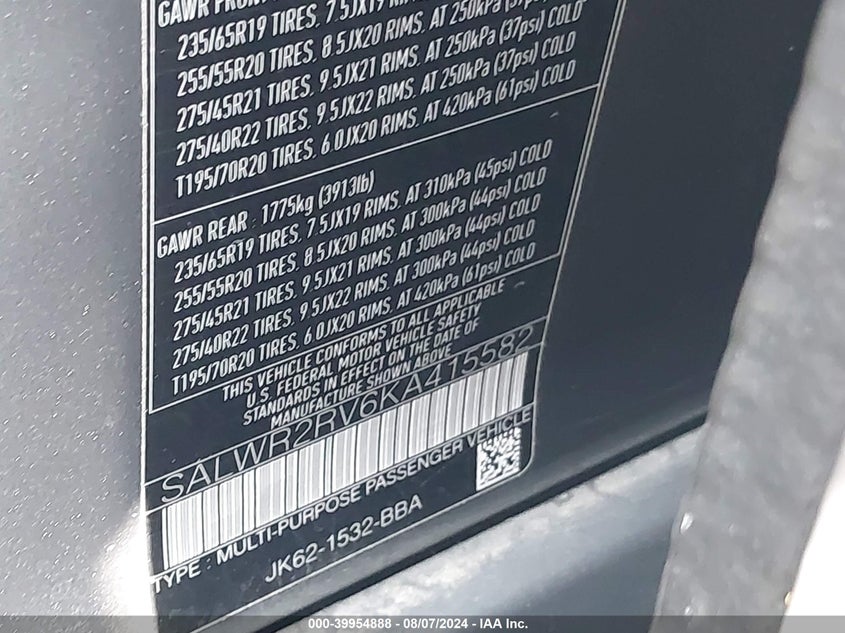 GAWR FRONT
235/65R19 TIRES, 7.5JX19 RIMS
255/55R20 TIRES, 8.5JX20 RIMS, AT 250kPa (37psi)
275/45R21 TIRES, 9.5JX21 RIMS, AT 250kPa (37psi) COLD
275/40R22 TIRES, 9.5JX22 RIMS, AT 250kPa (37psi) COLD
T195/70R20 TIRES, 6.0JX20 RIMS, AT 420kPa (61psi) COLD
GAWR REAR : 1775kg (3913lb)
235/65R19 TIRES, 7.5JX19 RIMS, AT 310kPa (45psi) COLD
255/55R20 TIRES, 8.5JX20 RIMS, AT 300kPa (44psi) COLD
275/45R21 TIRES, 9.5JX21 RIMS, AT 300kPa (44psi) COLD
275/40R22 TIRES, 9.5JX22 RIMS, AT 300kPa (44psi) COLD
T195/70R20 TIRES, 6.0JX20 RIMS, AT 420kPa (61psi) COLD
THIS VEHICLE CONFORMS TO ALL APPLICABLE
U.S. FEDERAL MOTOR VEHICLE SAFETY
STANDARDS IN EFFECT ON THE DATE OF
MANUFACTURE SHOWN ABOVE
SALWR2RV6KA415582
TYPE : MULTI-PURPOSE PASSENGER VEHICLE
JK62-1532-BBA
000-39954888 - 08/07/2024 - IAA Inc.